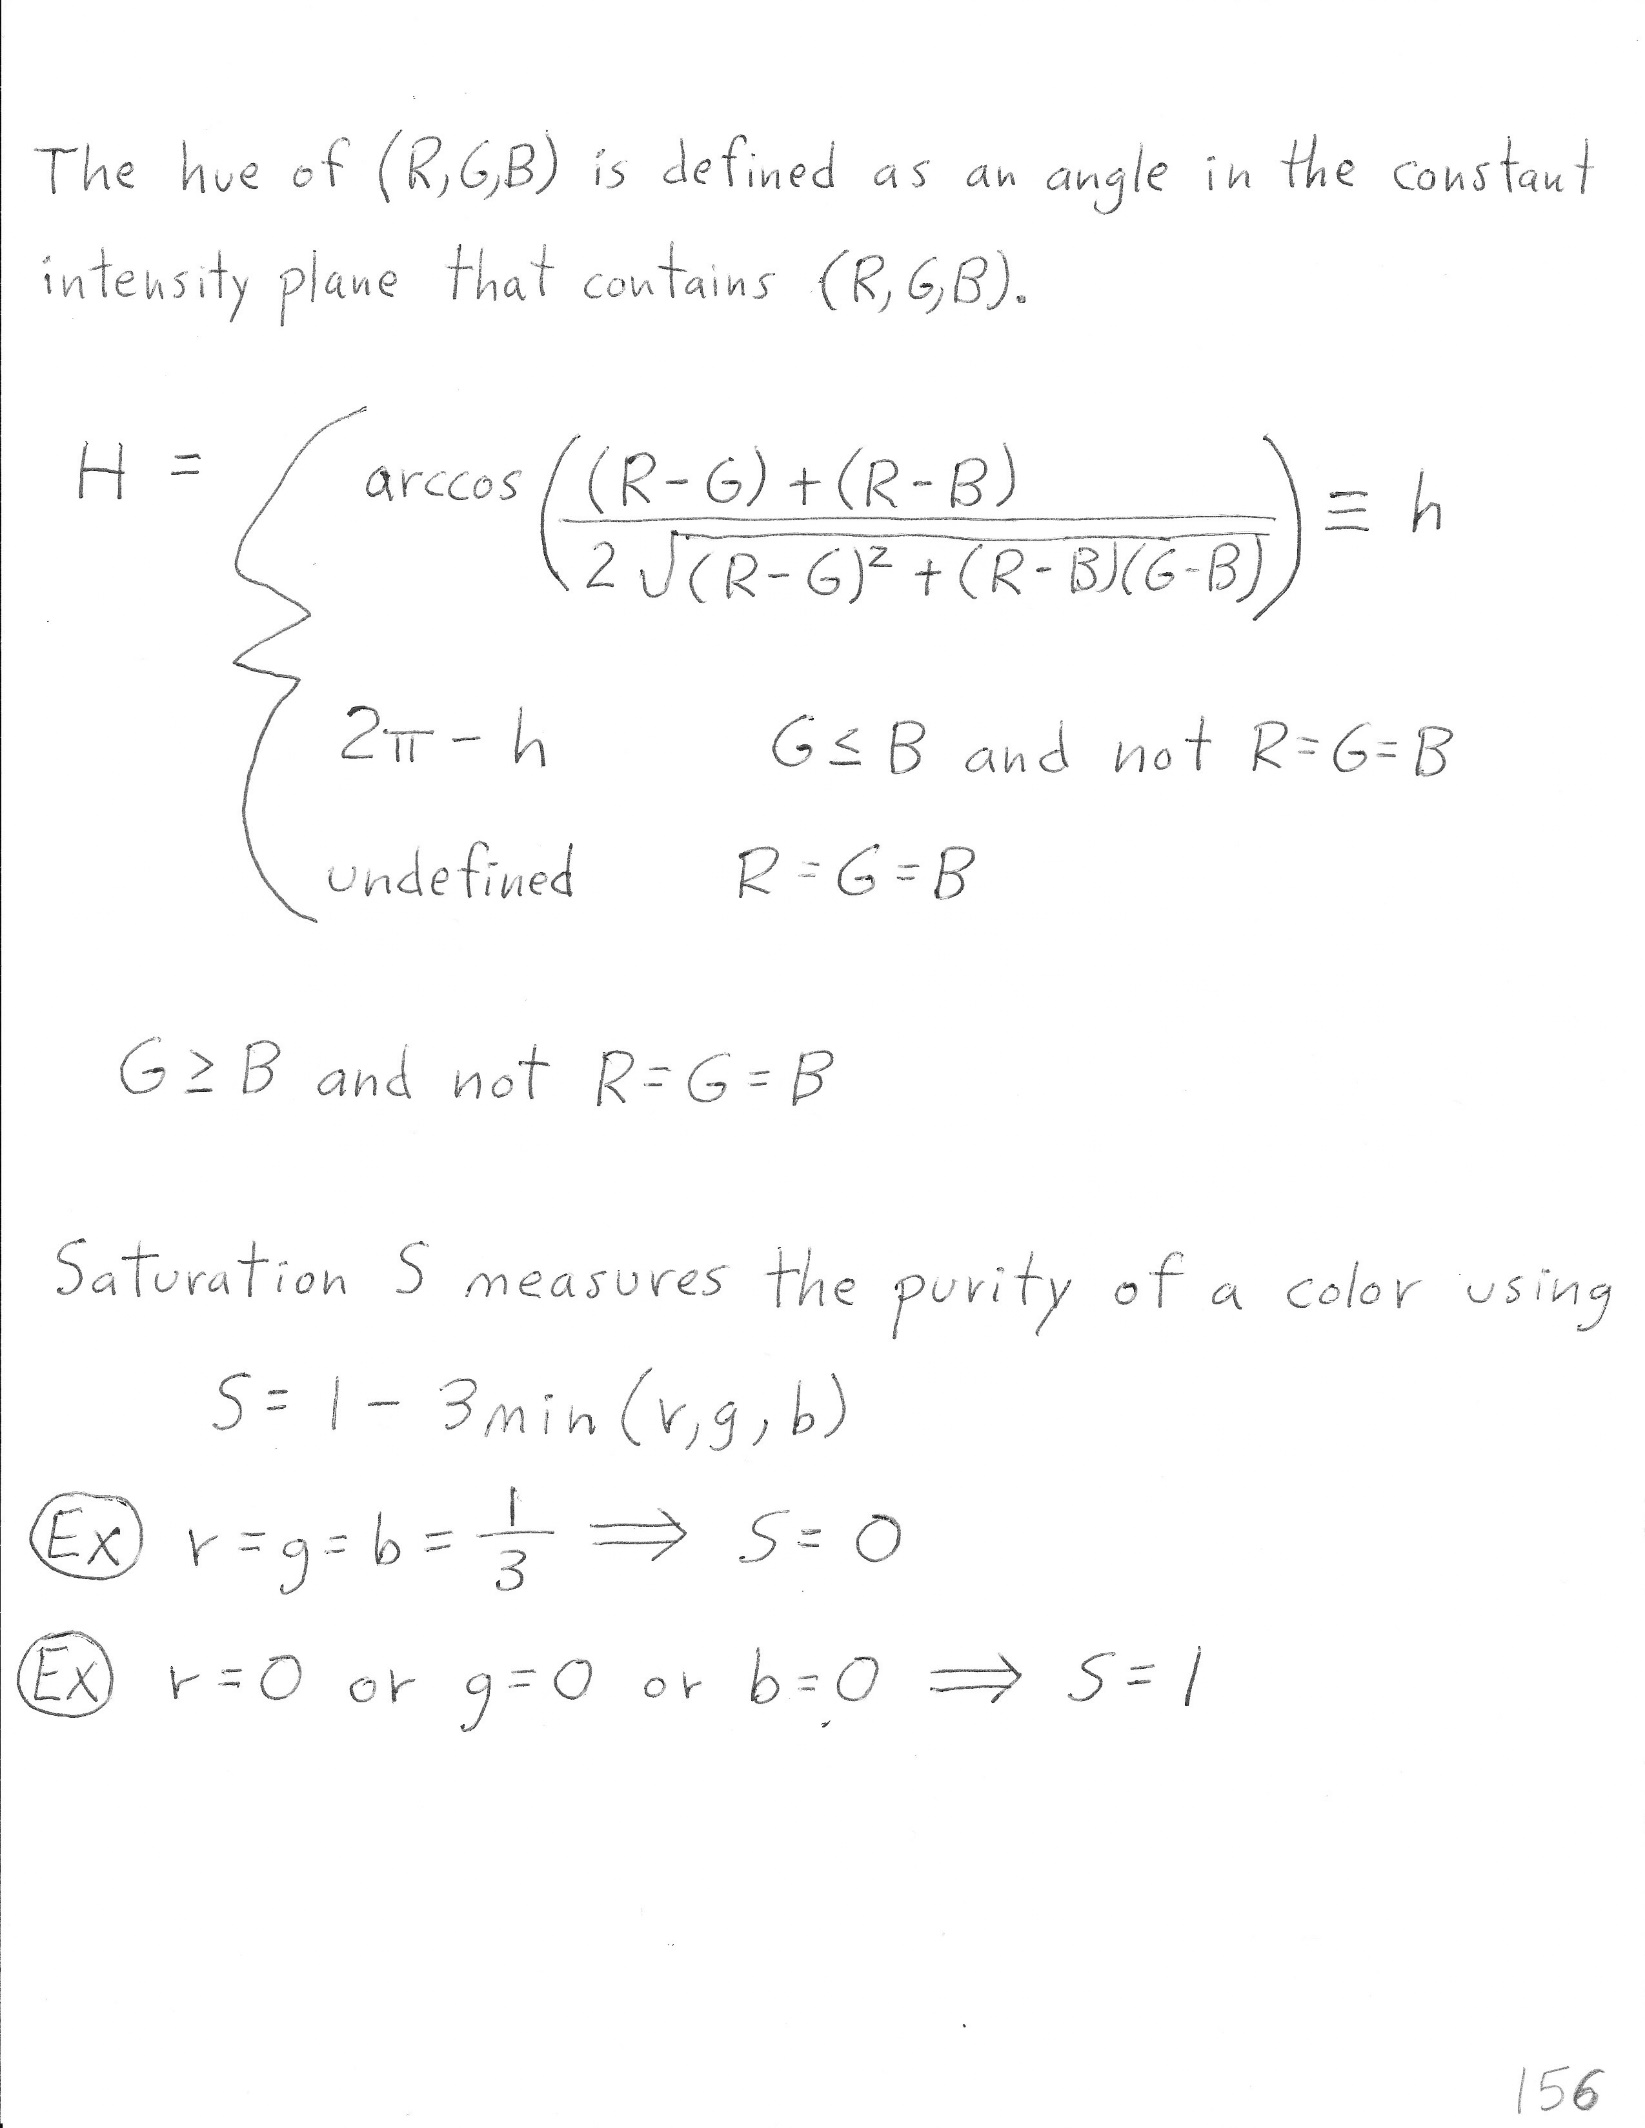 The hue of (R,G,B) is defined as an angle in the constant
intensity plane that contains (R,G,B).
H = { arccos( ((R-G)+(R-B)) / (2√((R-G)²+(R-B)(G-B))) ) ≡ h
2π-h G≤B and not R=G=B
undefined R=G=B
G≥B and not R=G=B
Saturation S measures the purity of a color using
S=1-3min(r,g,b)
Ex r=g=b=1/3 ⟹ S=0
Ex r=0 or g=0 or b=0 ⟹ S=1
156